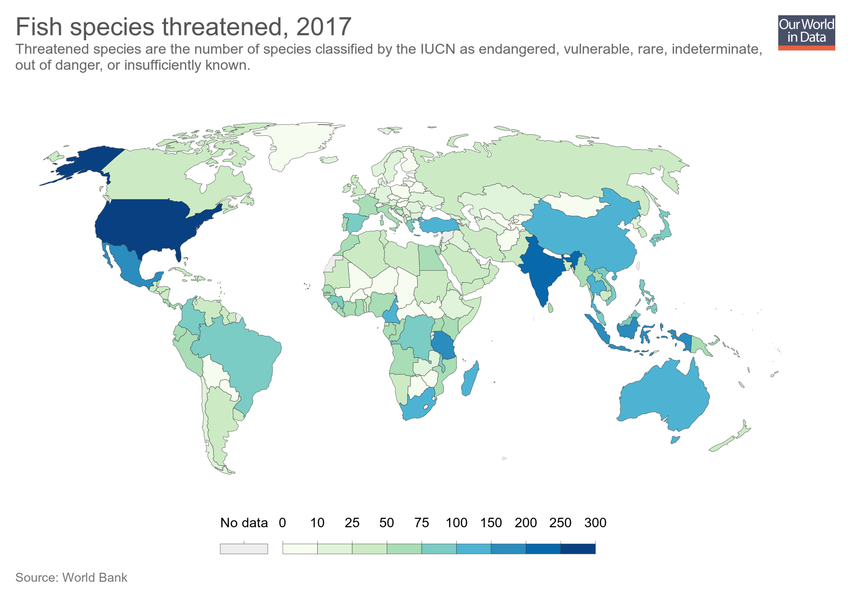 Fish species threatened, 2017
Our World
in Data
Threatened species are the number of species classified by the IUCN as endangered, vulnerable, rare, indeterminate,
out of danger, or insufficiently known.
No data 0 10 25 50 75 100 150 200 250 300
Source: World Bank